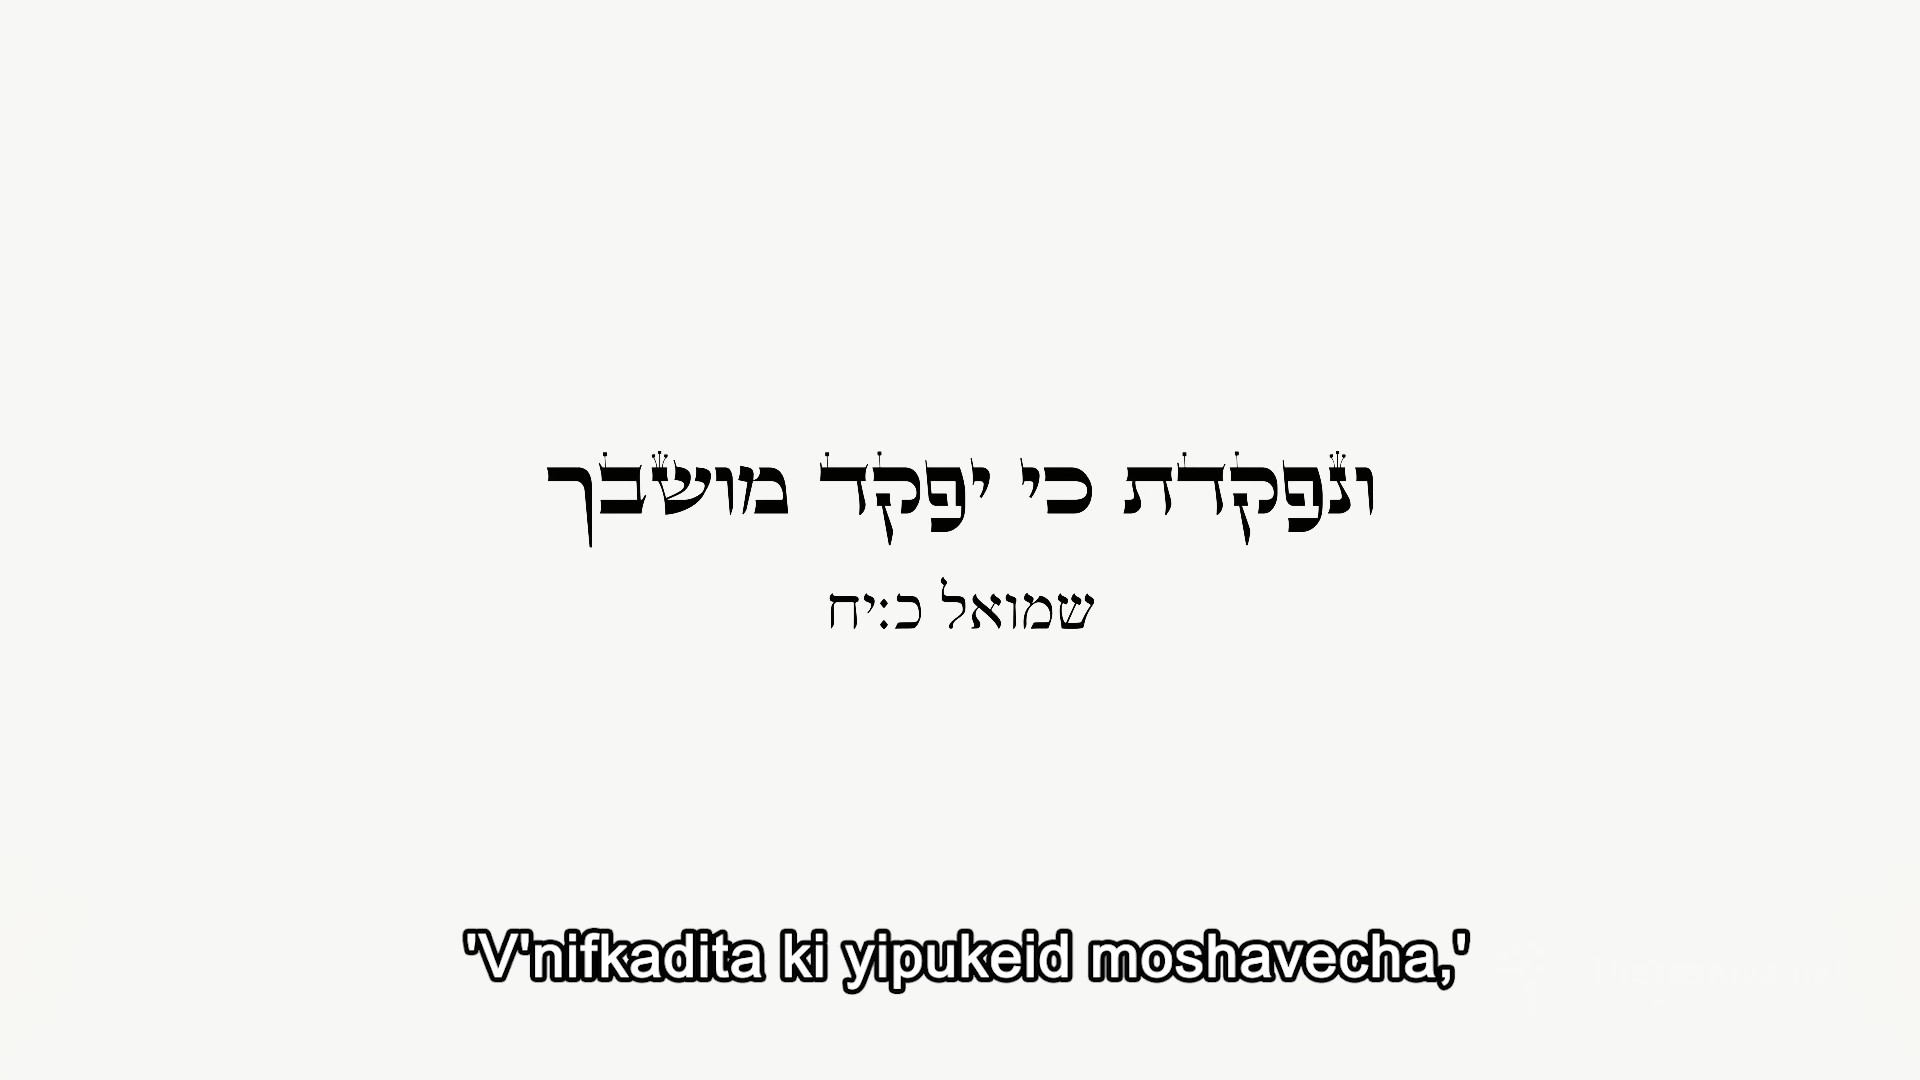 ונפקדת כי יפקד מושבך
שמואל כ:יח
'V'nifkadita ki yipukeid moshavecha,'